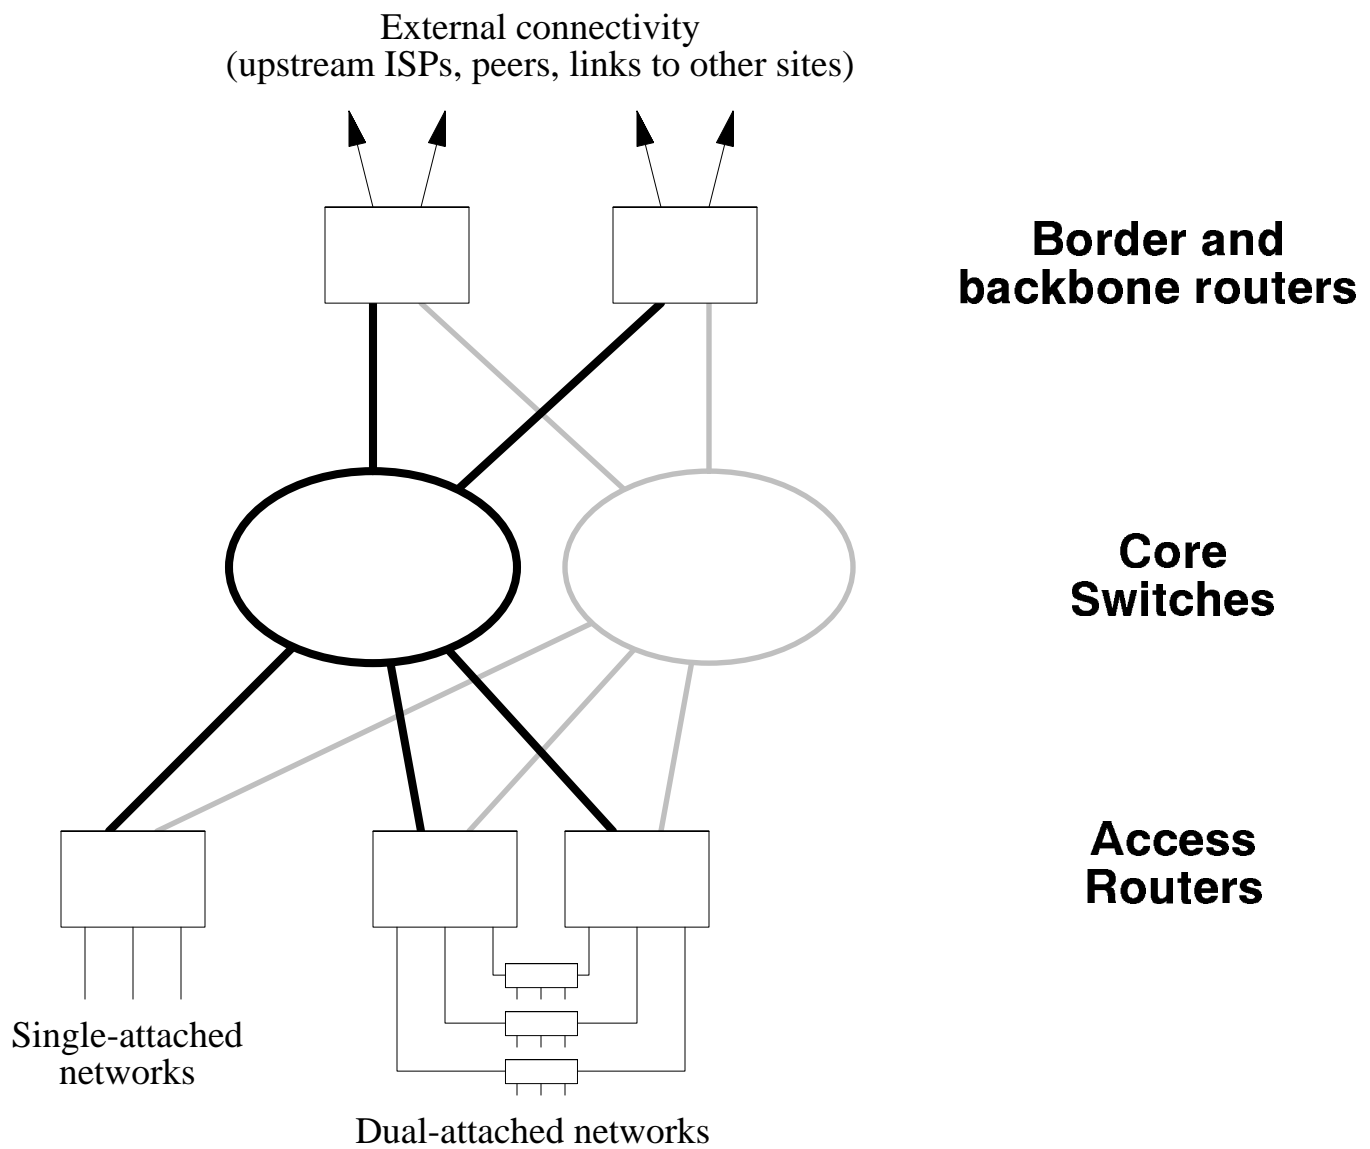 External connectivity
(upstream ISPs, peers, links to other sites)
Border and
backbone routers
Core
Switches
Access
Routers
Single-attached
networks
Dual-attached networks